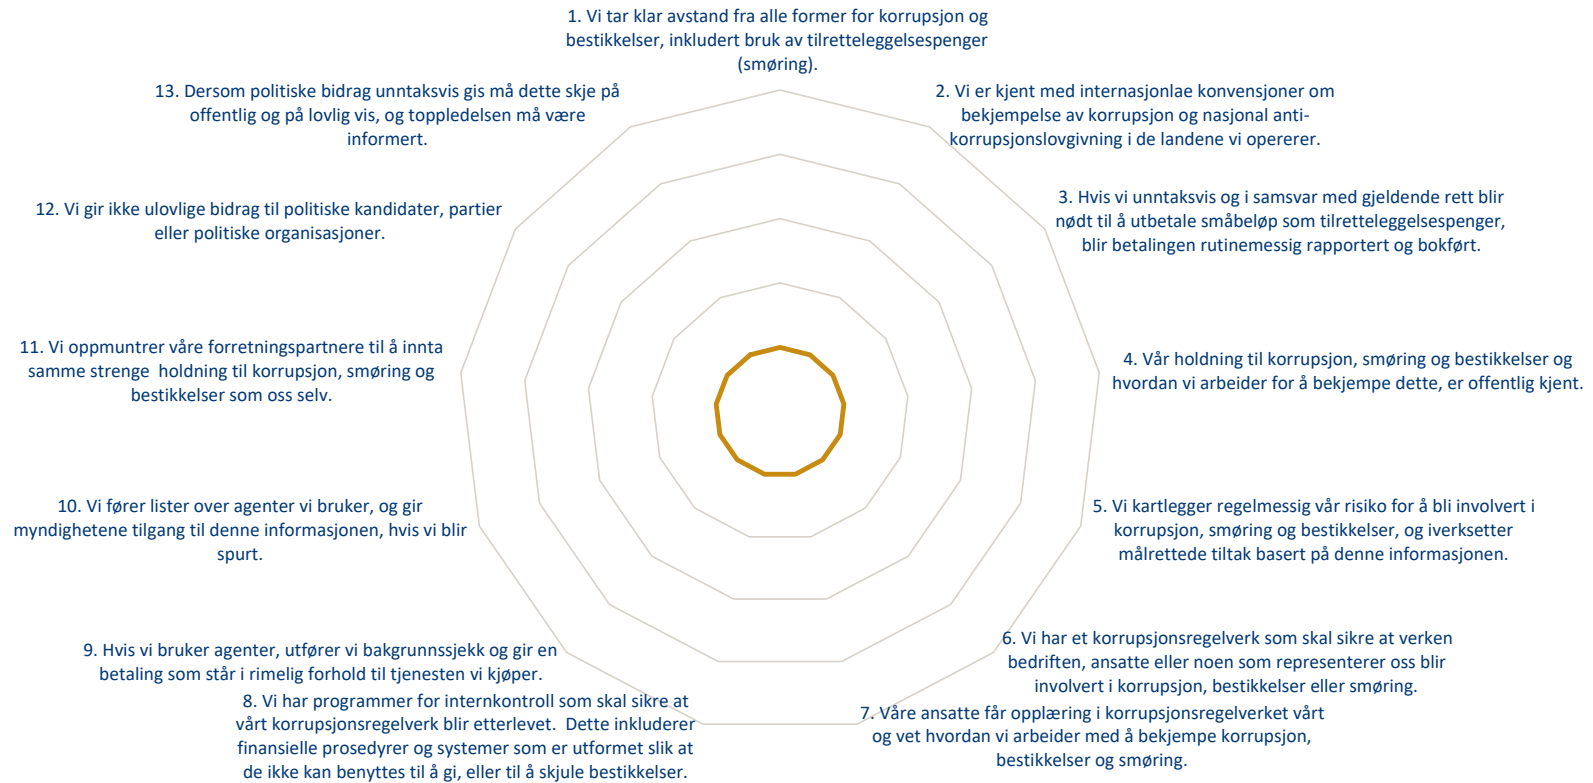 1. Vi tar klar avstand fra alle former for korrupsjon og
bestikkelser, inkludert bruk av tilretteleggelsespenger
(smøring).
2. Vi er kjent med internasjonlae konvensjoner om
bekjempelse av korrupsjon og nasjonal anti-
korrupsjonslovgivning i de landene vi opererer.
3. Hvis vi unntaksvis og i samsvar med gjeldende rett blir
nødt til å utbetale småbeløp som tilretteleggelsespenger,
blir betalingen rutinemessig rapportert og bokført.
4. Vår holdning til korrupsjon, smøring og bestikkelser og
hvordan vi arbeider for å bekjempe dette, er offentlig kjent.
5. Vi kartlegger regelmessig vår risiko for å bli involvert i
korrupsjon, smøring og bestikkelser, og iverksetter
målrettede tiltak basert på denne informasjonen.
6. Vi har et korrupsjonsregelverk som skal sikre at verken
bedriften, ansatte eller noen som representerer oss blir
involvert i korrupsjon, bestikkelser eller smøring.
7. Våre ansatte får opplæring i korrupsjonsregelverket vårt
og vet hvordan vi arbeider med å bekjempe korrupsjon,
bestikkelser og smøring.
8. Vi har programmer for internkontroll som skal sikre at
vårt korrupsjonsregelverk blir etterlevet.  Dette inkluderer
finansielle prosedyrer og systemer som er utformet slik at
de ikke kan benyttes til å gi, eller til å skjule bestikkelser.
9. Hvis vi bruker agenter, utfører vi bakgrunnssjekk og gir en
betaling som står i rimelig forhold til tjenesten vi kjøper.
10. Vi fører lister over agenter vi bruker, og gir
myndighetene tilgang til denne informasjonen, hvis vi blir
spurt.
11. Vi oppmuntrer våre forretningspartnere til å innta
samme strenge  holdning til korrupsjon, smøring og
bestikkelser som oss selv.
12. Vi gir ikke ulovlige bidrag til politiske kandidater, partier
eller politiske organisasjoner.
13. Dersom politiske bidrag unntaksvis gis må dette skje på
offentlig og på lovlig vis, og toppledelsen må være
informert.